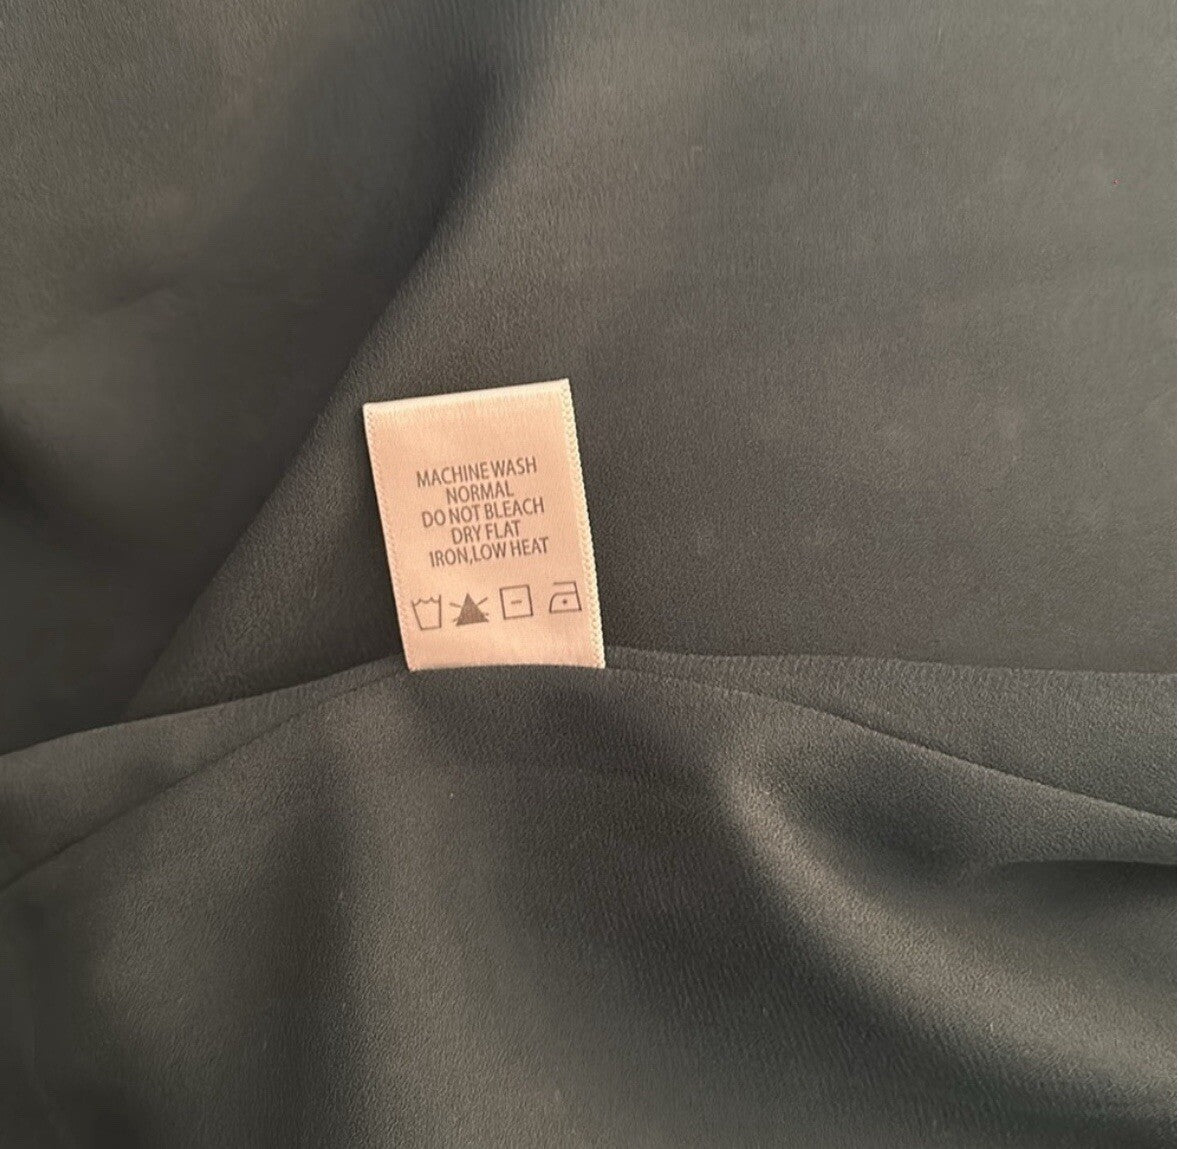 MACHINE WASH
NORMAL
DO NOT BLEACH
DRY FLAT
IRON,LOW HEAT